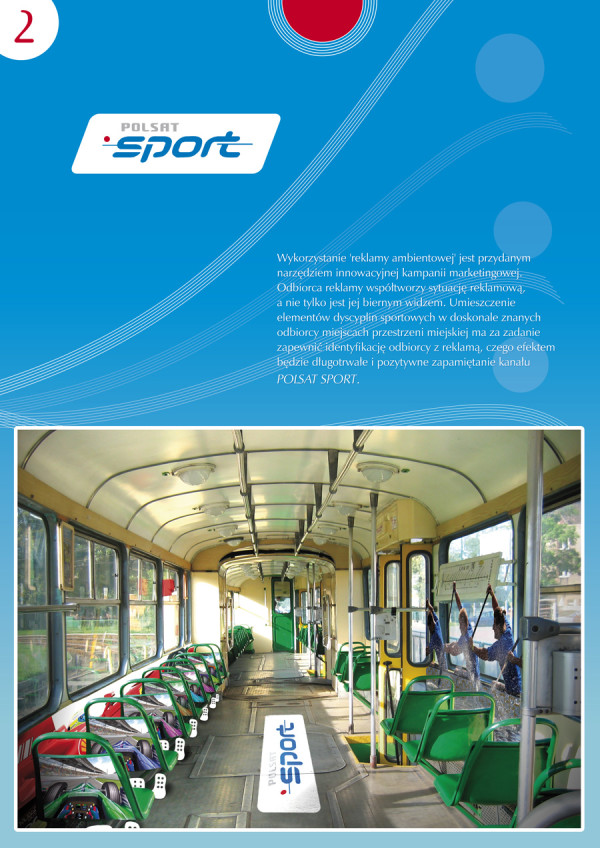 2
POLSAT
sport
Wykorzystanie 'reklamy ambientowej' jest przydanym
narzędziem innowacyjnej kampanii marketingowej.
Odbiorca reklamy współtworzy sytuację reklamową,
a nie tylko jest jej biernym widzem. Umieszczenie
elementów dyscyplin sportowych w doskonale znanych
odbiorcy miejscach przestrzeni miejskiej ma za zadanie
zapewnić identyfikację odbiorcy z reklamą, czego efektem
będzie długotrwałe i pozytywne zapamiętanie kanału
POLSAT SPORT.
POLSAT
sport